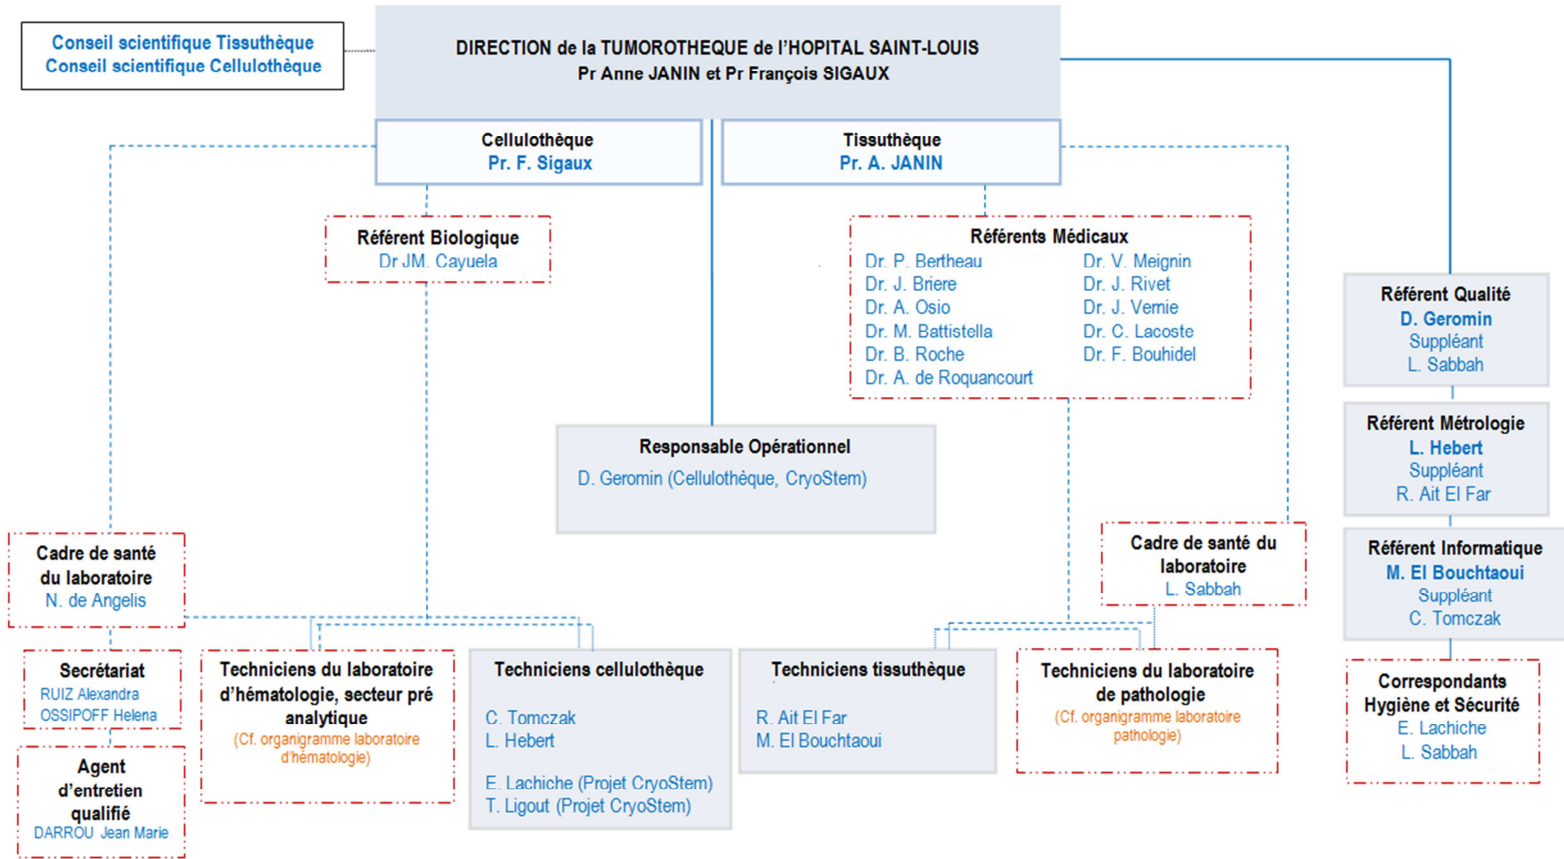 Conseil scientifique Tissuthèque
Conseil scientifique Cellulothèque
DIRECTION de la TUMOROTHEQUE de l'HOPITAL SAINT-LOUIS
Pr Anne JANIN et Pr François SIGAUX
Cellulothèque
Pr. F. Sigaux
Tissuthèque
Pr. A. JANIN
Référent Biologique
Dr JM. Cayuela
Référents Médicaux
Dr. P. Bertheau
Dr. J. Briere
Dr. A. Osio
Dr. M. Battistella
Dr. B. Roche
Dr. A. de Roquancourt
Dr. V. Meignin
Dr. J. Rivet
Dr. J. Vernie
Dr. C. Lacoste
Dr. F. Bouhidel
Référent Qualité
D. Geromin
Suppléant
L. Sabbah
Référent Métrologie
L. Hebert
Suppléant
R. Ait El Far
Référent Informatique
M. El Bouchtaoui
Suppléant
C. Tomczak
Correspondants
Hygiène et Sécurité
E. Lachiche
L. Sabbah
Responsable Opérationnel
D. Geromin (Cellulothèque, CryoStem)
Cadre de santé
du laboratoire
N. de Angelis
Cadre de santé du
laboratoire
L. Sabbah
Secrétariat
RUIZ Alexandra
OSSIPOFF Helena
Agent
d'entretien
qualifié
DARROU Jean Marie
Techniciens du laboratoire
d'hématologie, secteur pré
analytique
(Cf. organigramme laboratoire
d'hématologie)
Techniciens cellulothèque
C. Tomczak
L. Hebert
E. Lachiche (Projet CryoStem)
T. Ligout (Projet CryoStem)
Techniciens tissuthèque
R. Ait El Far
M. El Bouchtaoui
Techniciens du laboratoire
de pathologie
(Cf. organigramme laboratoire
pathologie)